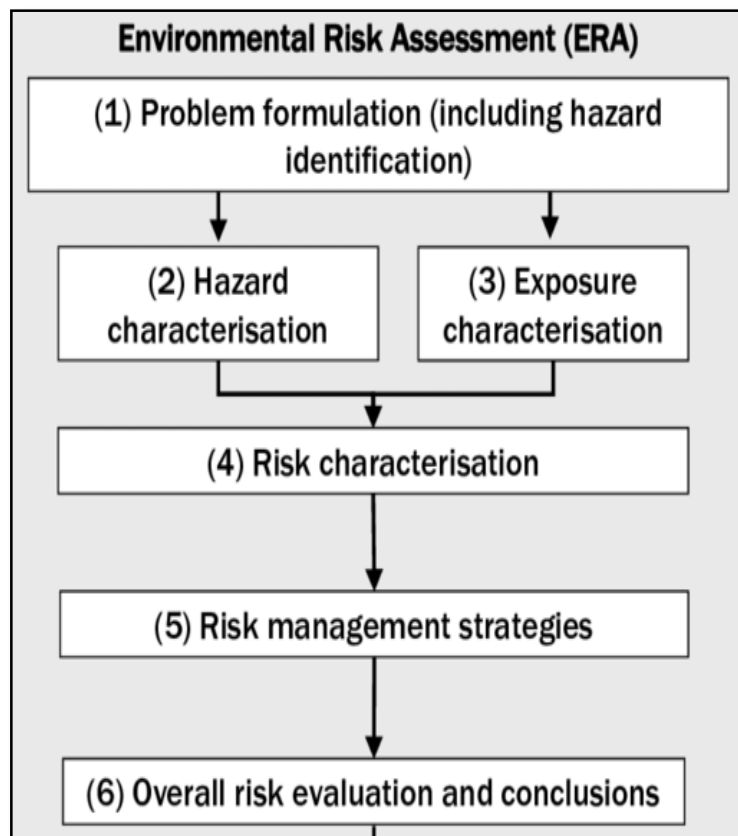 Environmental Risk Assessment (ERA)
(1) Problem formulation (including hazard
identification)
(2) Hazard
characterisation
(3) Exposure
characterisation
(4) Risk characterisation
(5) Risk management strategies
(6) Overall risk evaluation and conclusions